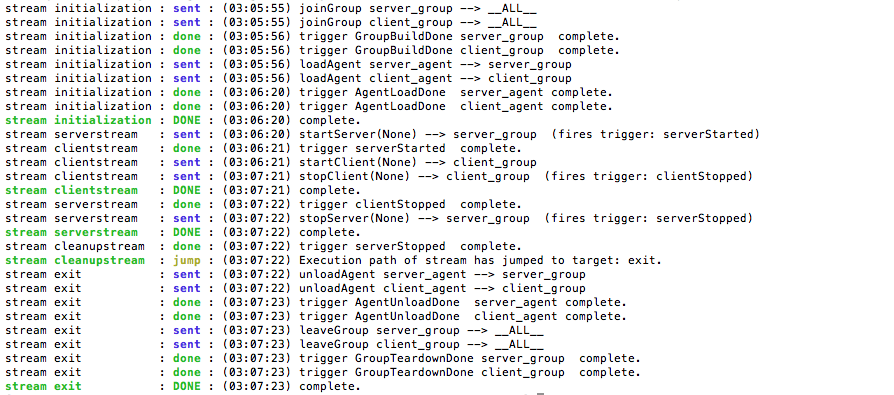 stream initialization : sent : (03:05:55) joinGroup server_group --> __ALL__
stream initialization : sent : (03:05:55) joinGroup client_group --> __ALL__
stream initialization : done : (03:05:56) trigger GroupBuildDone server_group  complete.
stream initialization : done : (03:05:56) trigger GroupBuildDone client_group  complete.
stream initialization : sent : (03:05:56) loadAgent server_agent --> server_group
stream initialization : sent : (03:05:56) loadAgent client_agent --> client_group
stream initialization : done : (03:06:20) trigger AgentLoadDone  server_agent complete.
stream initialization : done : (03:06:20) trigger AgentLoadDone  client_agent complete.
stream initialization : DONE : (03:06:20) complete.
stream serverstream   : sent : (03:06:20) startServer(None) --> server_group  (fires trigger: serverStarted)
stream clientstream   : done : (03:06:21) trigger serverStarted  complete.
stream clientstream   : sent : (03:06:21) startClient(None) --> client_group
stream clientstream   : sent : (03:07:21) stopClient(None) --> client_group  (fires trigger: clientStopped)
stream clientstream   : DONE : (03:07:21) complete.
stream serverstream   : done : (03:07:22) trigger clientStopped  complete.
stream serverstream   : sent : (03:07:22) stopServer(None) --> server_group  (fires trigger: serverStopped)
stream serverstream   : DONE : (03:07:22) complete.
stream cleanupstream  : done : (03:07:22) trigger serverStopped  complete.
stream cleanupstream  : jump : (03:07:22) Execution path of stream has jumped to target: exit.
stream exit           : sent : (03:07:22) unloadAgent server_agent --> server_group
stream exit           : sent : (03:07:22) unloadAgent client_agent --> client_group
stream exit           : done : (03:07:23) trigger AgentUnloadDone  server_agent complete.
stream exit           : done : (03:07:23) trigger AgentUnloadDone  client_agent complete.
stream exit           : sent : (03:07:23) leaveGroup server_group --> __ALL__
stream exit           : sent : (03:07:23) leaveGroup client_group --> __ALL__
stream exit           : done : (03:07:23) trigger GroupTeardownDone server_group  complete.
stream exit           : done : (03:07:23) trigger GroupTeardownDone client_group  complete.
stream exit           : DONE : (03:07:23) complete.